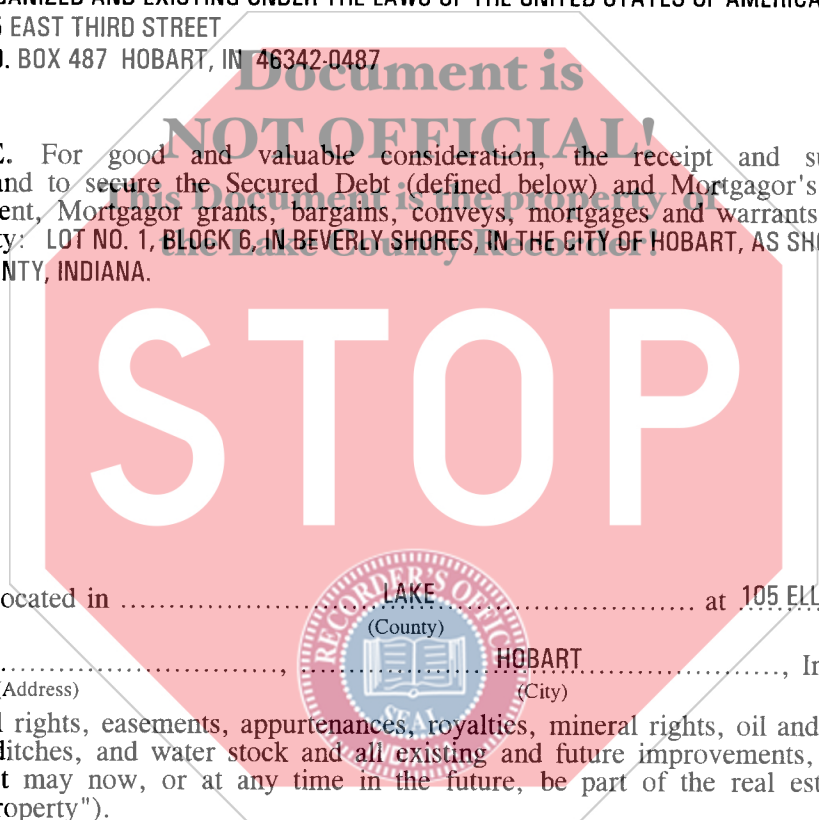 GANIZED AND EXISTING UNDER THE LAWS OF THE UNITED STATES OF AMERICA
5 EAST THIRD STREET
O. BOX 487 HOBART, IN 46342-0487
Document is
NOT OFFICIAL!
E. For good and valuable consideration, the receipt and su
and to secure the Secured Debt (defined below) and Mortgagor's
This Document is the property of
ent, Mortgagor grants, bargains, conveys, mortgages and warrants
ty: LOT NO. 1, BLOCK 6, IN BEVERLY SHORES, IN THE CITY OF HOBART, AS SHO
the Lake County Recorder!
NTY, INDIANA.
STOP
ocated in ........................ LAKE ........................ at 105 ELL
(County)
RECORDER'S OFFIC
........................, ........................ HOBART ........................, In
(Address) (City)
SEAL
l rights, easements, appurtenances, royalties, mineral rights, oil and
ditches, and water stock and all existing and future improvements,
t may now, or at any time in the future, be part of the real est
roperty").